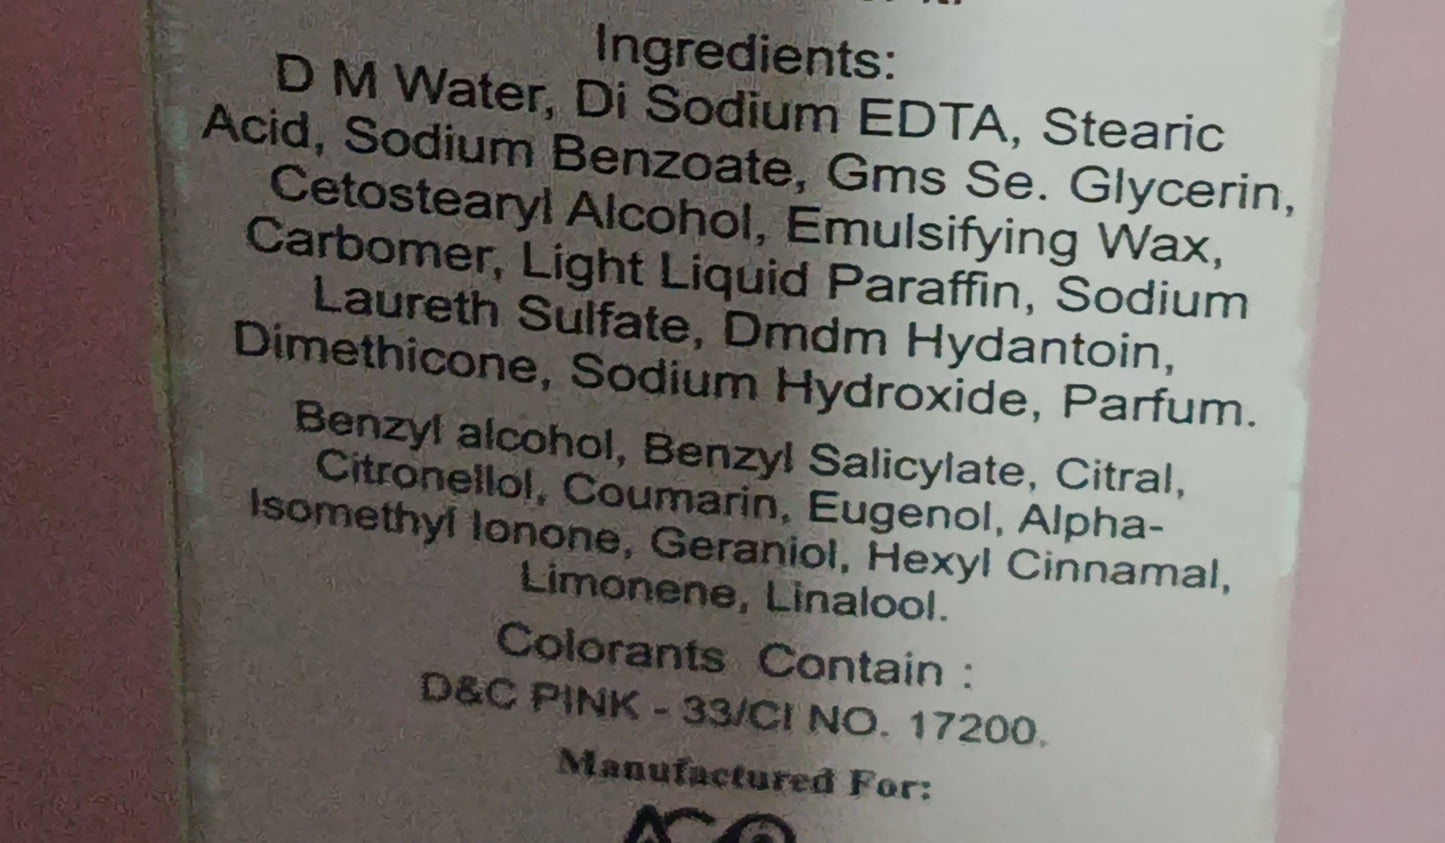 Ingredients:
D M Water, Di Sodium EDTA, Stearic
Acid, Sodium Benzoate, Gms Se. Glycerin,
Cetostearyl Alcohol, Emulsifying Wax,
Carbomer, Light Liquid Paraffin, Sodium
Laureth Sulfate, Dmdm Hydantoin,
Dimethicone, Sodium Hydroxide, Parfum.
Benzyl alcohol, Benzyl Salicylate, Citral,
Citronellol, Coumarin, Eugenol, Alpha-
Isomethyl Ionone, Geraniol, Hexyl Cinnamal,
Limonene, Linalool.
Colorants Contain :
D&C PINK - 33/CI NO. 17200.
Manufactured For: